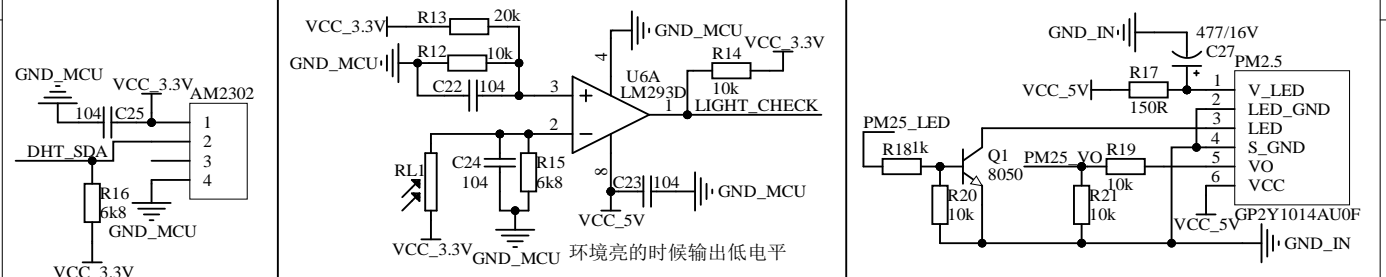 GND_MCU
VCC_3.3V
AM2302
104
C25
1
2
3
4
DHT_SDA
R16
6k8
GND_MCU
VCC_3.3V
VCC_3.3V
R13
20k
GND_MCU
R12
10k
C22
104
GND_MCU
4
U6A
LM293D
3
2
1
8
R14
10k
VCC_3.3V
LIGHT_CHECK
RL1
C24
104
R15
6k8
C23
104
GND_MCU
VCC_5V
VCC_3.3V
GND_MCU
环境亮的时候输出低电平
GND_IN
477/16V
C27
PM2.5
VCC_5V
R17
150R
1
V_LED
2
LED_GND
3
LED
4
S_GND
5
VO
6
VCC
PM25_LED
R18
1k
Q1
8050
PM25_VO
R19
10k
R20
10k
R21
10k
VCC_5V
GP2Y1014AU0F
GND_IN